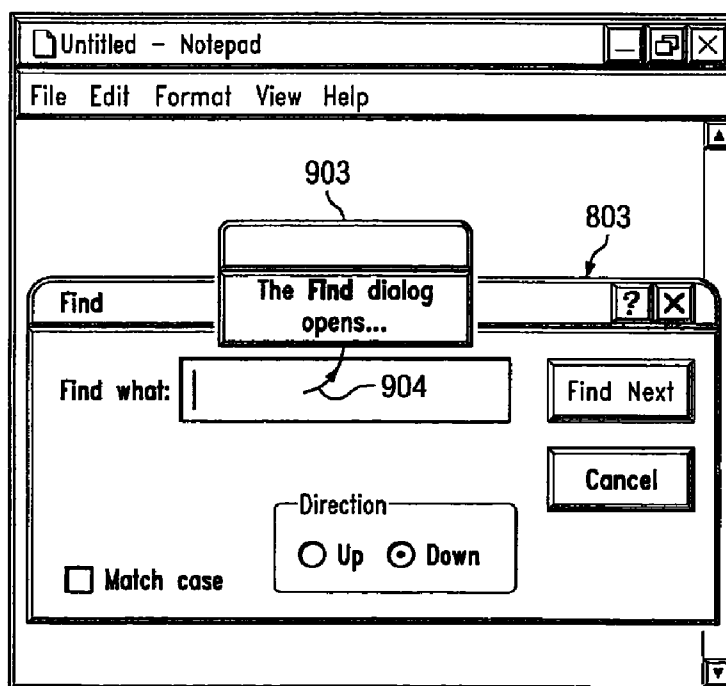 Untitled – Notepad
File Edit Format View Help
903
803
The Find dialog
opens...
Find
?
Find what:
904
Find Next
Cancel
Direction
Up Down
Match case